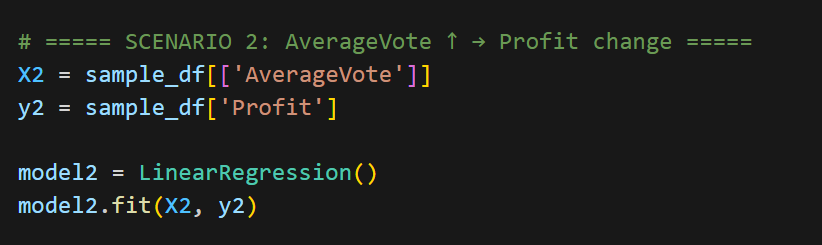 # ===== SCENARIO 2: AverageVote ↑ → Profit change =====
X2 = sample_df[['AverageVote']]
y2 = sample_df['Profit']
model2 = LinearRegression()
model2.fit(X2, y2)